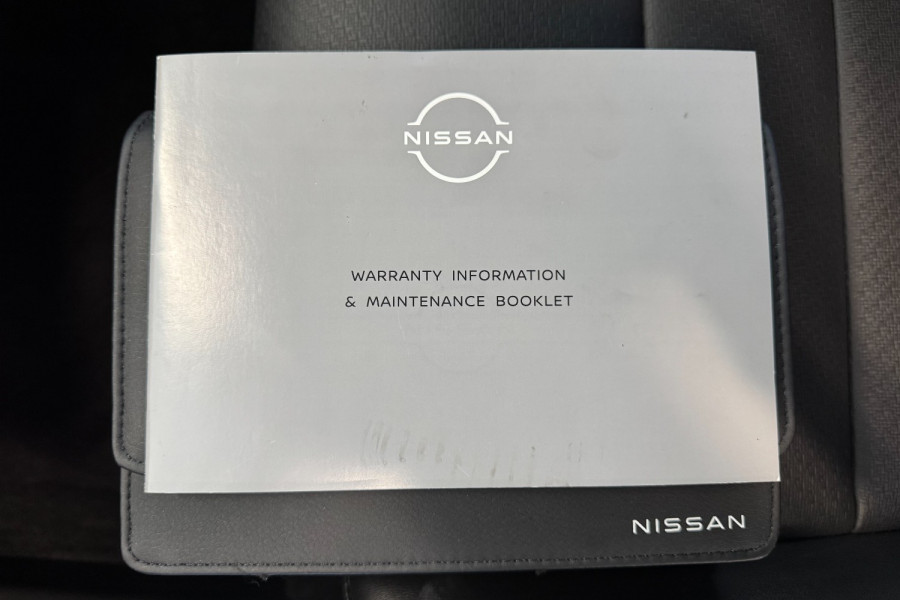 NISSAN
WARRANTY INFORMATION
& MAINTENANCE BOOKLET
NISSAN